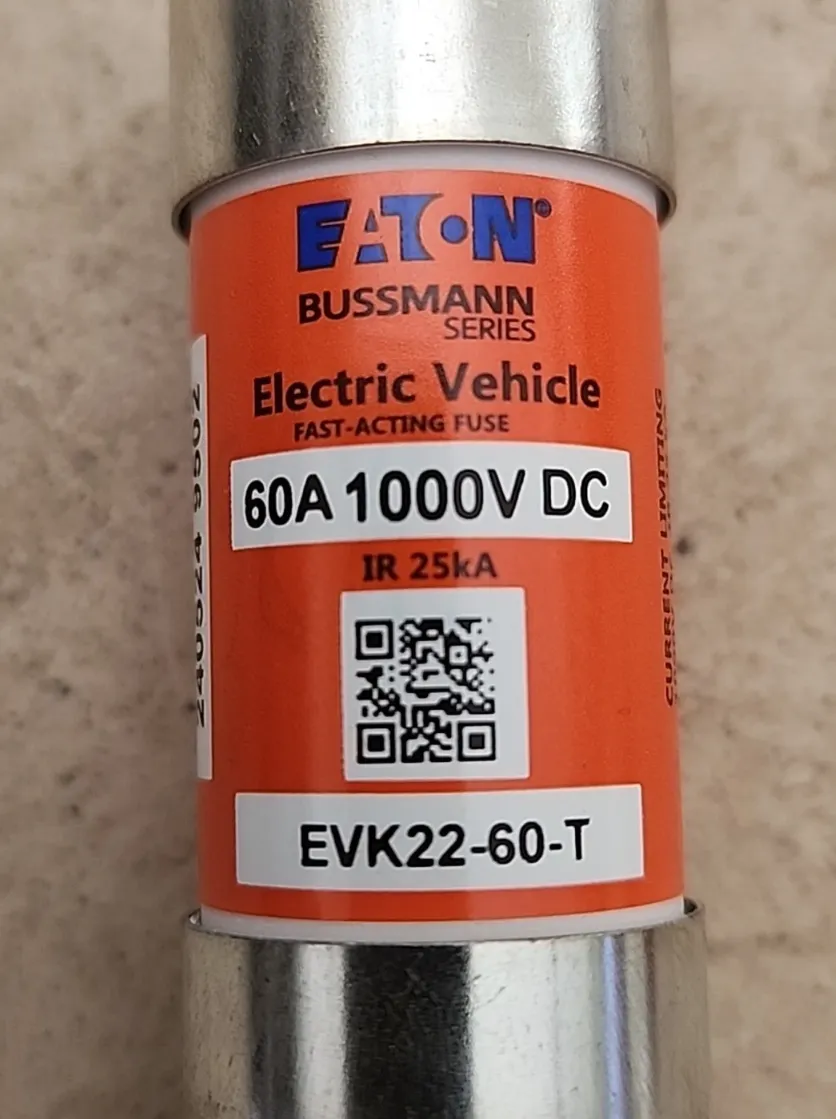 EATON®
BUSSMANN
SERIES
Electric Vehicle
FAST-ACTING FUSE
60A 1000V DC
IR 25kA
EVK22-60-T
CURRENT LIMITING